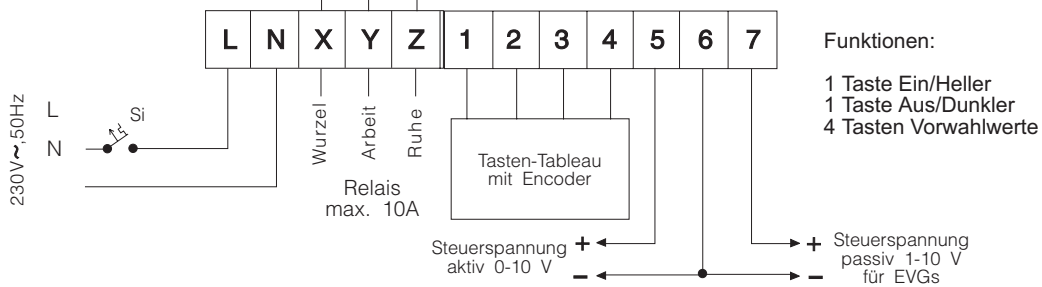 L N X Y Z 1 2 3 4 5 6 7
Funktionen:
1 Taste Ein/Heller
1 Taste Aus/Dunkler
4 Tasten Vorwahlwerte
230V~,50Hz
L
N
Si
Wurzel
Arbeit
Ruhe
Relais
max. 10A
Tasten-Tableau
mit Encoder
Steuerspannung
aktiv 0-10 V
+
−
+
−
Steuerspannung
passiv 1-10 V
für EVGs